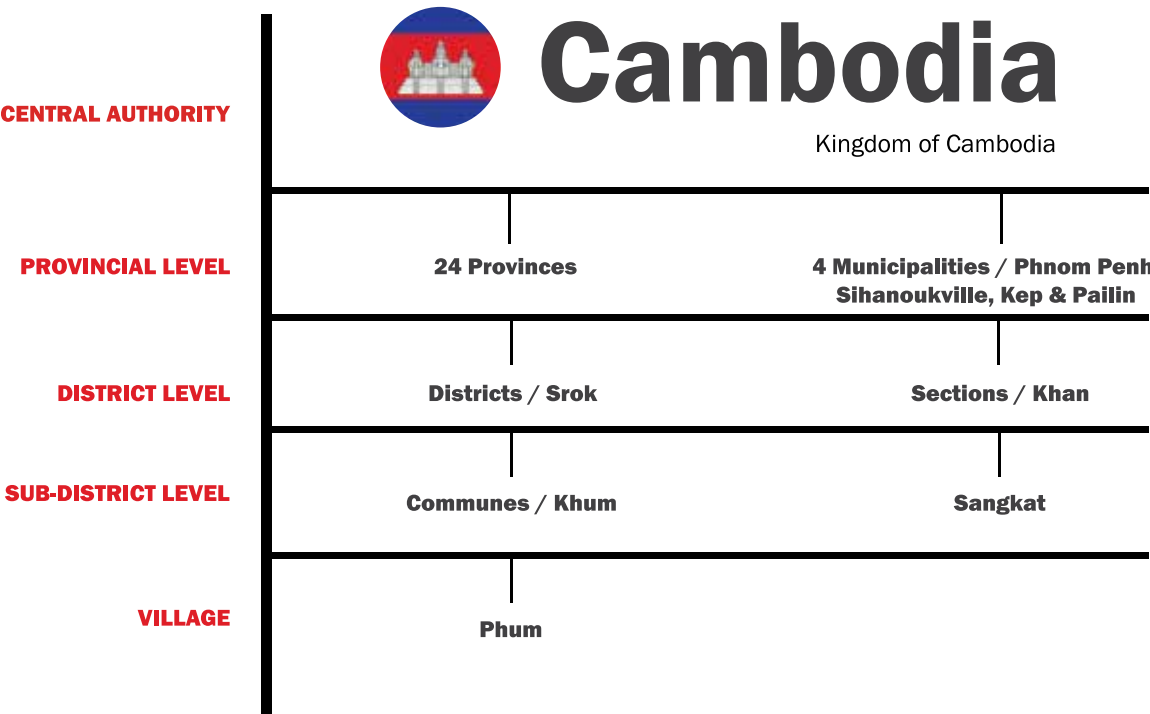 Cambodia
CENTRAL AUTHORITY
Kingdom of Cambodia
PROVINCIAL LEVEL
24 Provinces
4 Municipalities / Phnom Penh
Sihanoukville, Kep & Pailin
DISTRICT LEVEL
Districts / Srok
Sections / Khan
SUB-DISTRICT LEVEL
Communes / Khum
Sangkat
VILLAGE
Phum